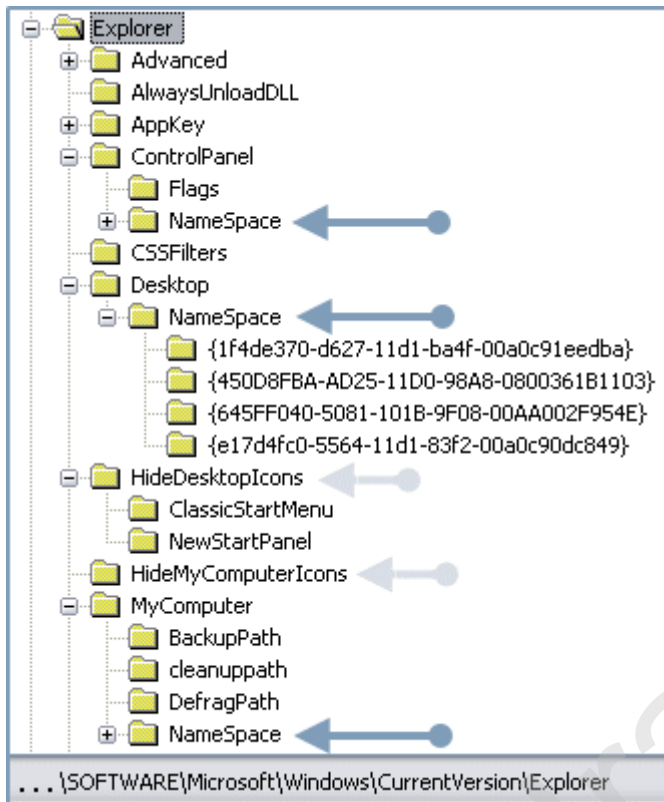 Explorer
Advanced
AlwaysUnloadDLL
AppKey
ControlPanel
Flags
NameSpace
CSSFilters
Desktop
NameSpace
{1f4de370-d627-11d1-ba4f-00a0c91eedba}
{450D8FBA-AD25-11D0-98A8-0800361B1103}
{645FF040-5081-101B-9F08-00AA002F954E}
{e17d4fc0-5564-11d1-83f2-00a0c90dc849}
HideDesktopIcons
ClassicStartMenu
NewStartPanel
HideMyComputerIcons
MyComputer
BackupPath
cleanuppath
DefragPath
NameSpace
...\SOFTWARE\Microsoft\Windows\CurrentVersion\Explorer